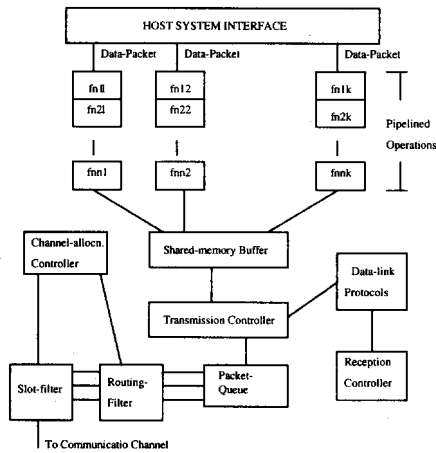 HOST SYSTEM INTERFACE
Data-Packet Data-Packet Data-Packet
fn11 fn12 fn1k
fn21 fn22 fn2k
Pipelined
Operations
fnn1 fnn2 fnnk
Channel-allocn.
Controller
Shared-memory Buffer
Data-link
Protocols
Transmission Controller
Slot-filter
Routing-
Filter
Packet-
Queue
Reception
Controller
To Communicatio Channel